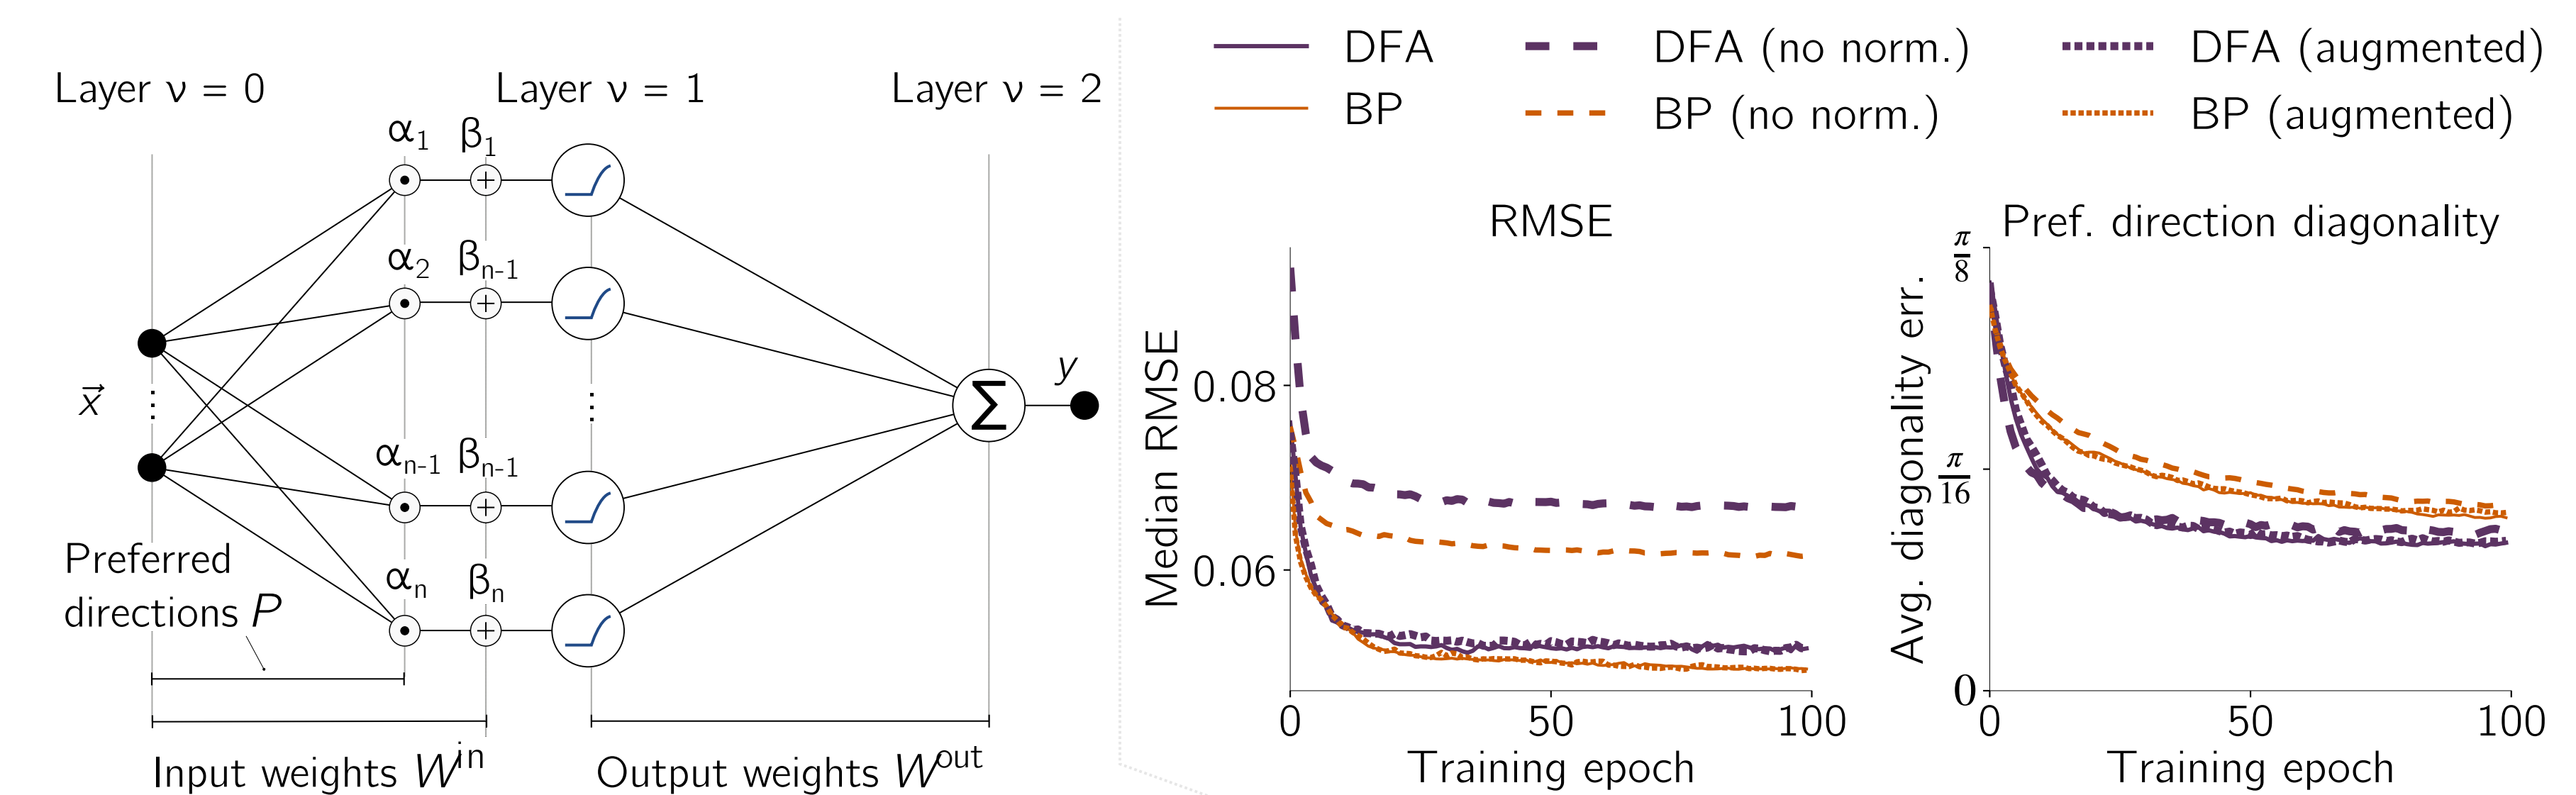 Layer ν = 0
Layer ν = 1
Layer ν = 2
α₁ β₁
α₂ βₙ₋₁
x⃗
⋮
⋮
Σ
y
αₙ₋₁ βₙ₋₁
αₙ βₙ
Preferred
directions P
Input weights Wⁱⁿ
Output weights Wᵒᵘᵗ
DFA
DFA (no norm.)
DFA (augmented)
BP
BP (no norm.)
BP (augmented)
RMSE
Median RMSE
0.08
0.06
0 50 100
Training epoch
Pref. direction diagonality
Avg. diagonality err.
π/8
π/16
0
0 50 100
Training epoch